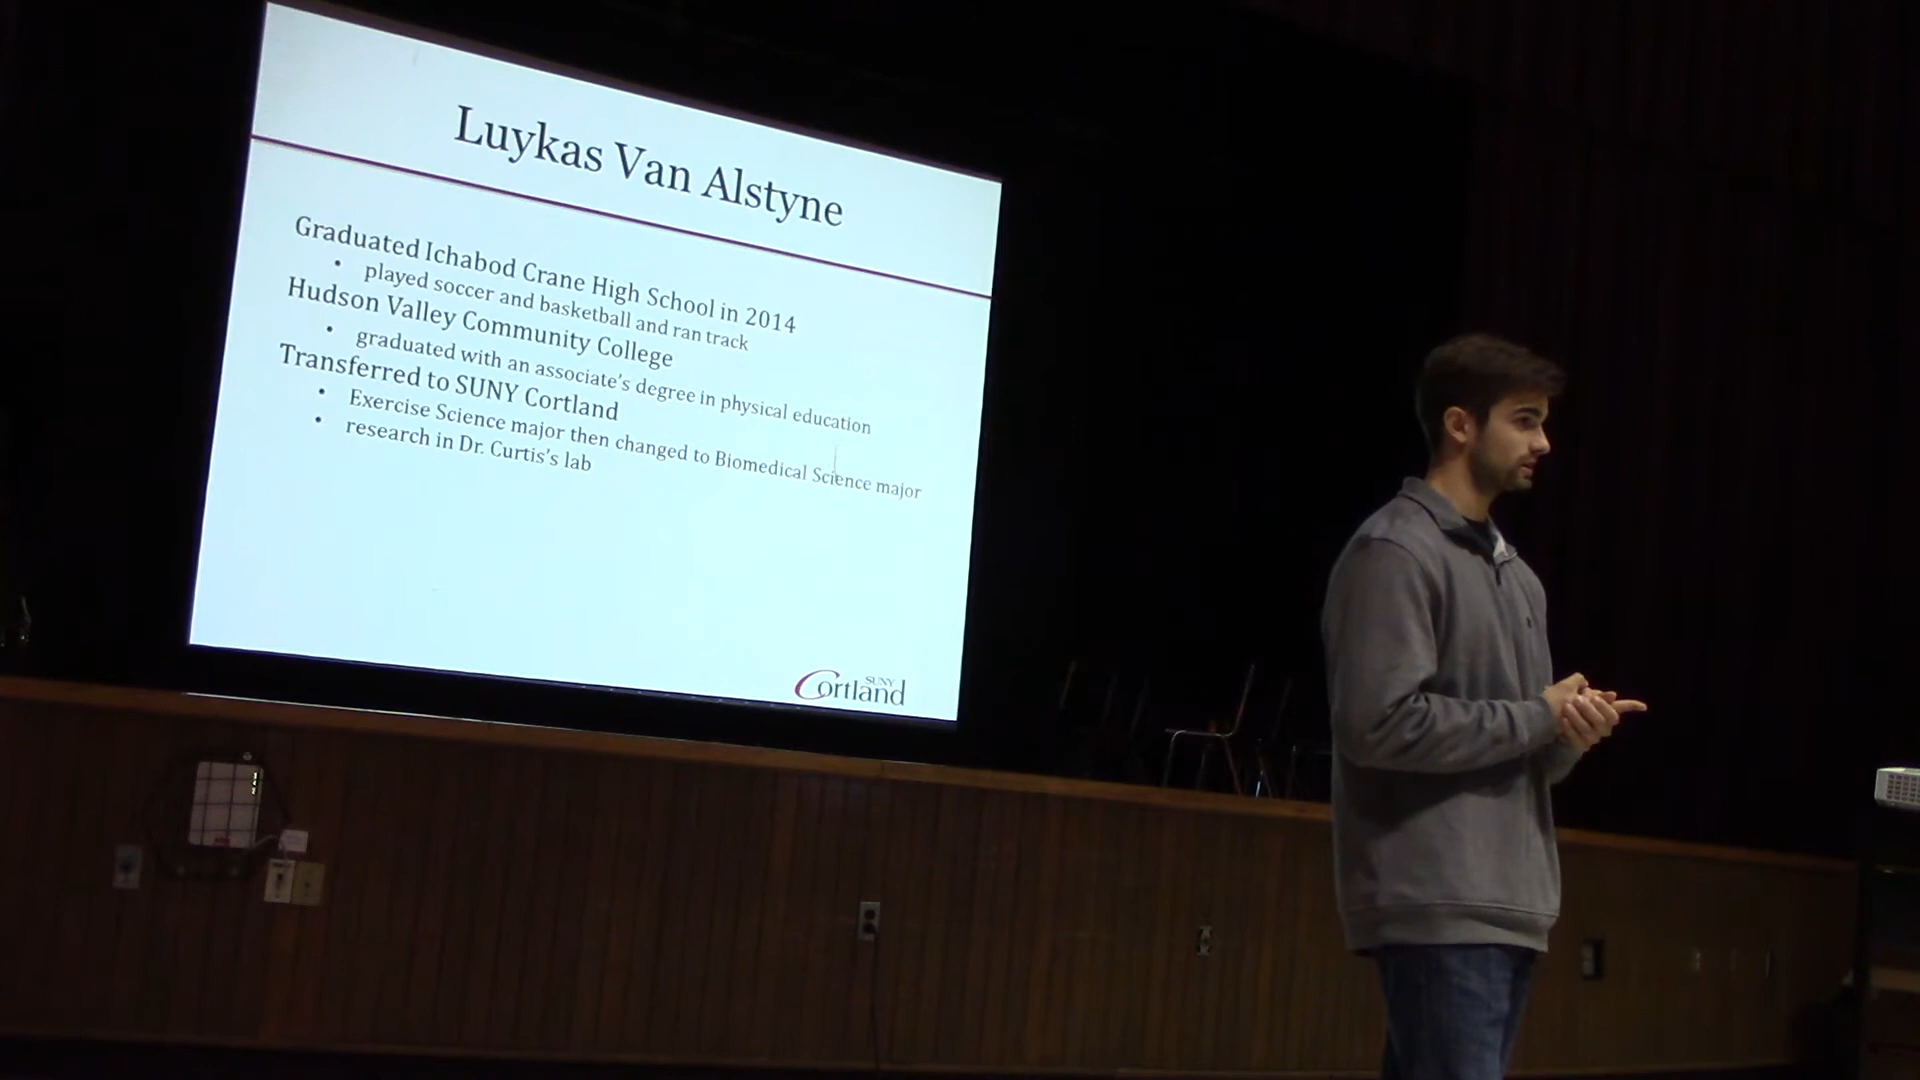 Luykas Van Alstyne
Graduated Ichabod Crane High School in 2014
• played soccer and basketball and ran track
Hudson Valley Community College
• graduated with an associate's degree in physical education
Transferred to SUNY Cortland
• Exercise Science major then changed to Biomedical Science major
• research in Dr. Curtis's lab
SUNY
Cortland